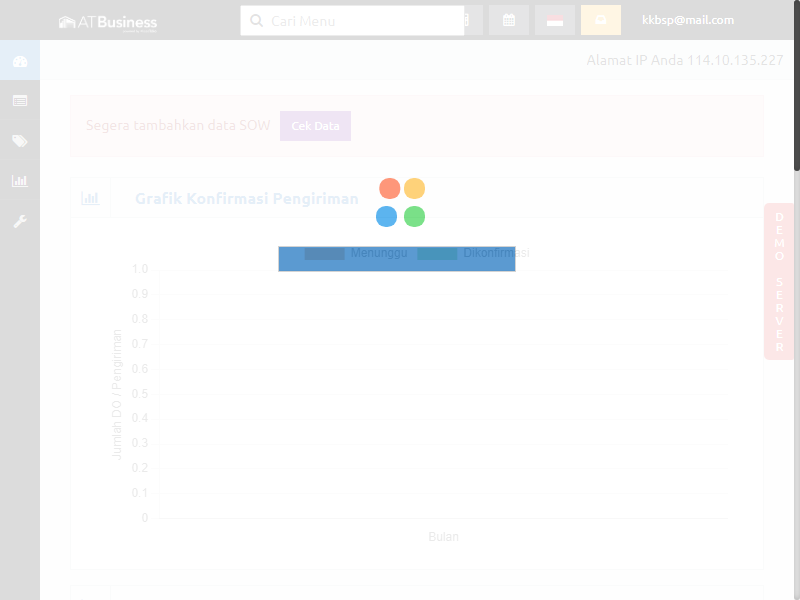 ATBusiness
Cari Menu
kkbsp@mail.com
Alamat IP Anda 114.10.135.227
Segera tambahkan data SOW
Cek Data
Grafik Konfirmasi Pengiriman
Menunggu
Dikonfirmasi
1.0
0.9
0.8
0.7
0.6
0.5
0.4
0.3
0.2
0.1
0
Jumlah DO / Pengiriman
Bulan
DEMO SERVER